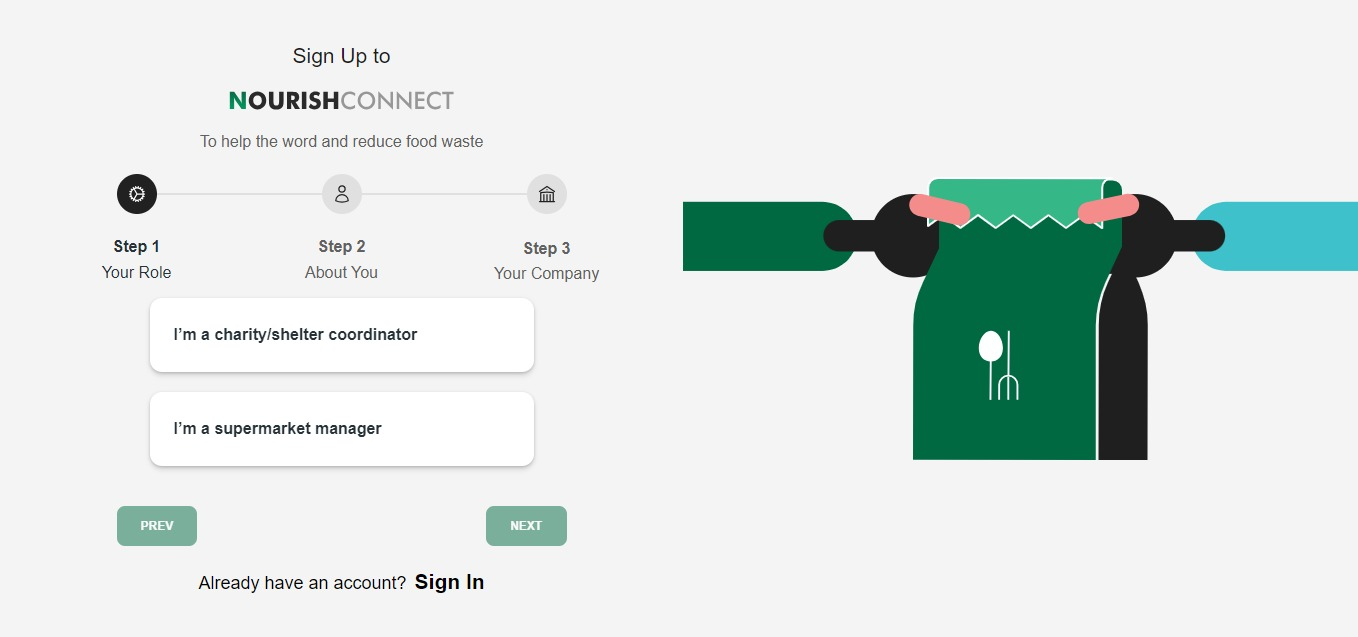 Sign Up to
NOURISHCONNECT
To help the word and reduce food waste
Step 1
Your Role
Step 2
About You
Step 3
Your Company
I'm a charity/shelter coordinator
I'm a supermarket manager
PREV
NEXT
Already have an account? Sign In